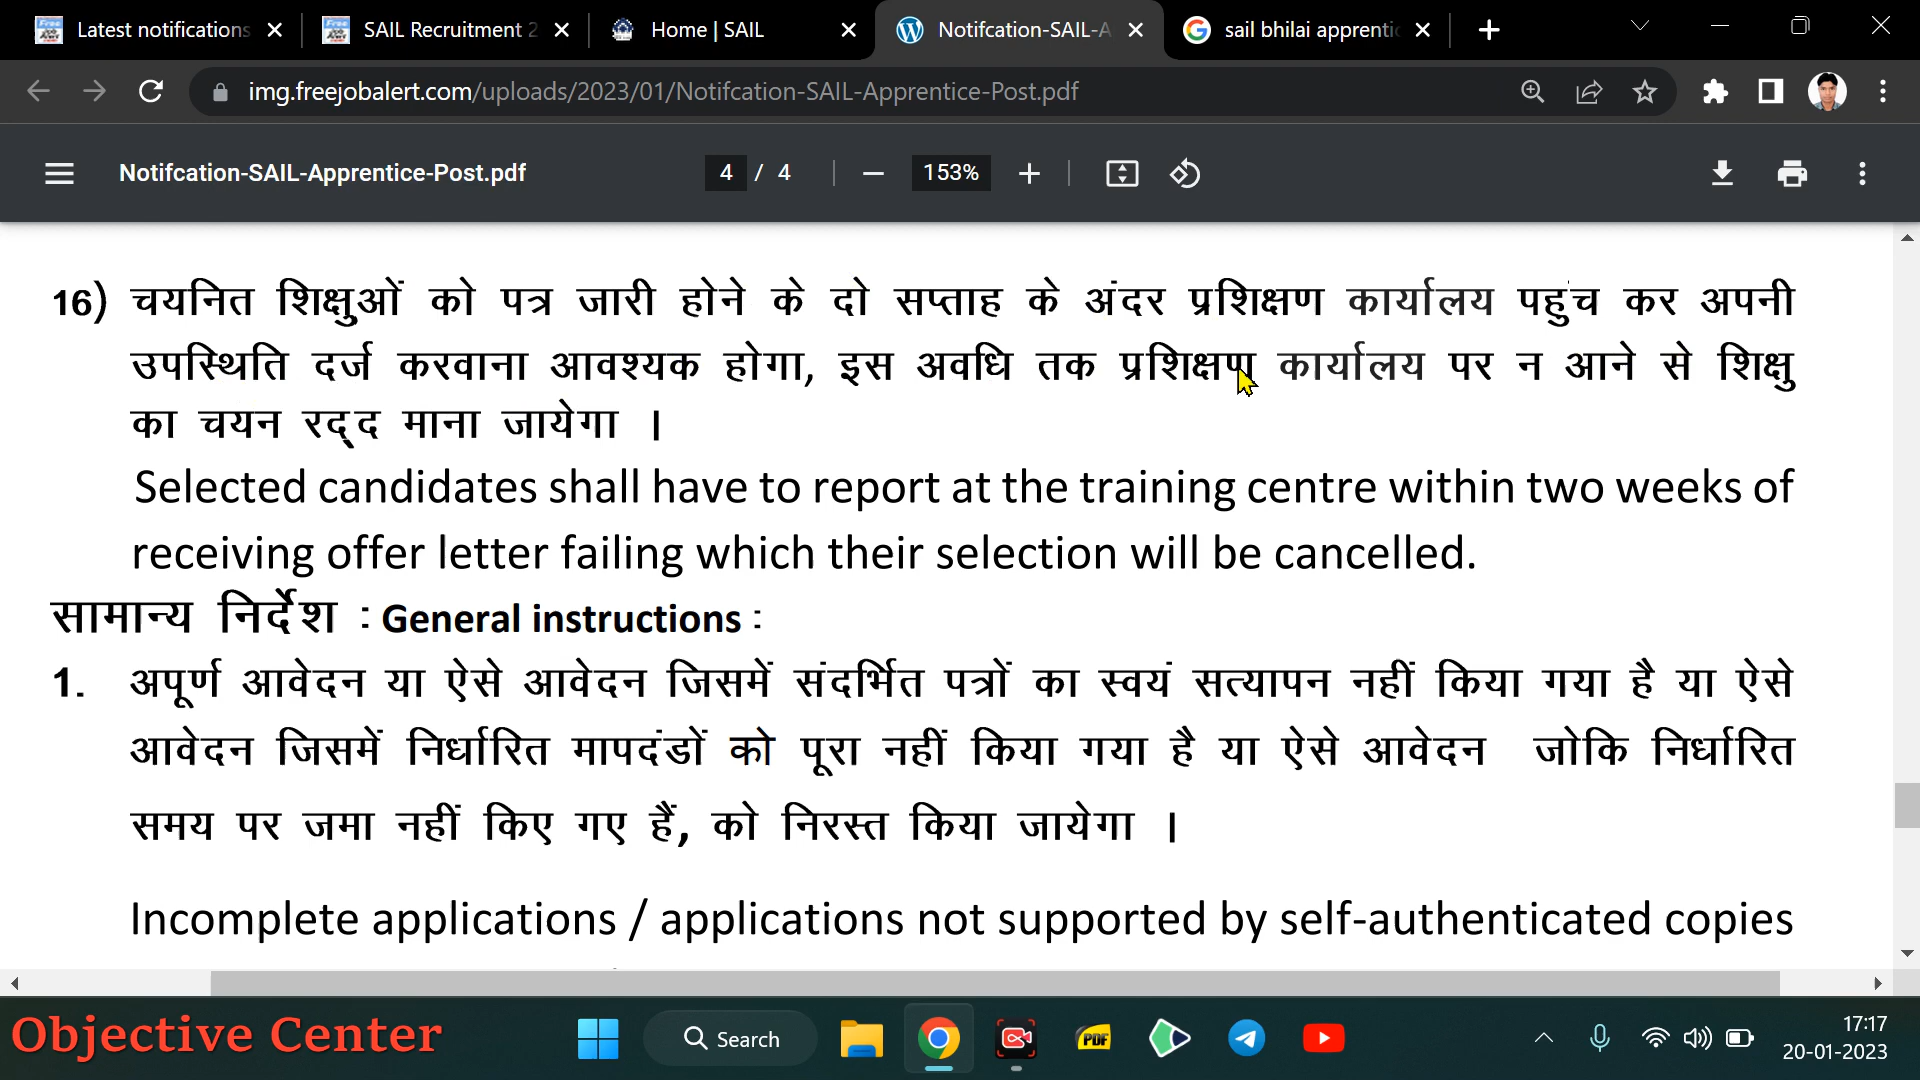 Latest notifications
SAIL Recruitment 2
Home | SAIL
Notifcation-SAIL-A
sail bhilai apprentic
img.freejobalert.com/uploads/2023/01/Notifcation-SAIL-Apprentice-Post.pdf
Notifcation-SAIL-Apprentice-Post.pdf
4 / 4
153%
16) चयनित शिक्षुओं को पत्र जारी होने के दो सप्ताह के अंदर प्रशिक्षण कार्यालय पहुंच कर अपनी
उपस्थिति दर्ज करवाना आवश्यक होगा, इस अवधि तक प्रशिक्षण कार्यालय पर न आने से शिक्षु
का चयन रद्द माना जायेगा ।
Selected candidates shall have to report at the training centre within two weeks of
receiving offer letter failing which their selection will be cancelled.
सामान्य निर्देश : General instructions :
1. अपूर्ण आवेदन या ऐसे आवेदन जिसमें संदर्भित पत्रों का स्वयं सत्यापन नहीं किया गया है या ऐसे
आवेदन जिसमें निर्धारित मापदंडों को पूरा नहीं किया गया है या ऐसे आवेदन जोकि निर्धारित
समय पर जमा नहीं किए गए हैं, को निरस्त किया जायेगा ।
Incomplete applications / applications not supported by self-authenticated copies
Objective Center
Search
PDF
17:17
20-01-2023